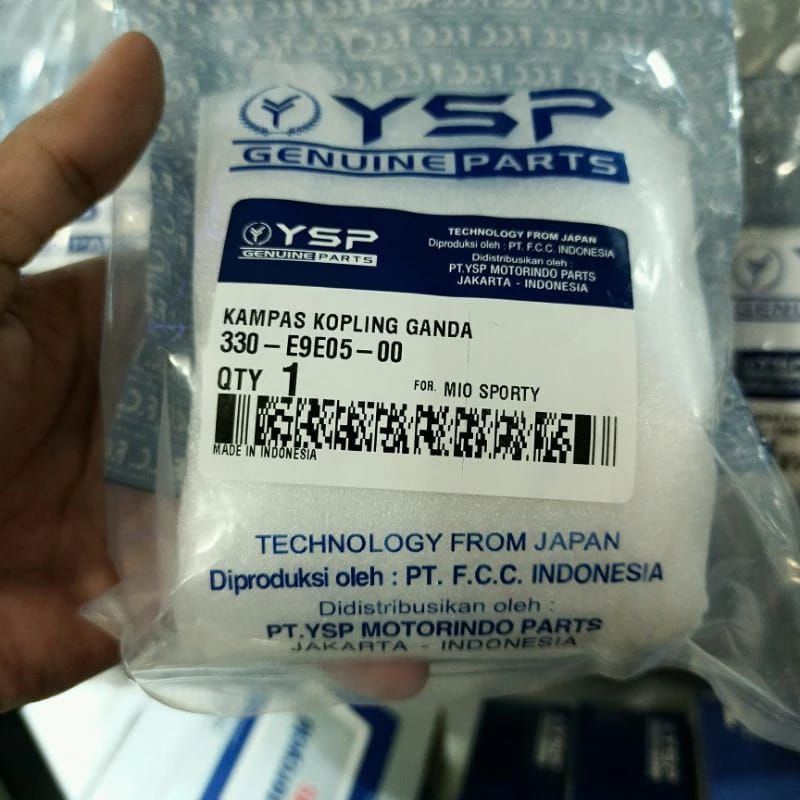 YSP
GENUINE PARTS
YSP
GENUINE PARTS
TECHNOLOGY FROM JAPAN
Diproduksi oleh : PT. F.C.C. INDONESIA
Didistribusikan oleh :
PT.YSP MOTORINDO PARTS
JAKARTA - INDONESIA
KAMPAS KOPLING GANDA
330-E9E05-00
QTY 1
FOR. MIO SPORTY
MADE IN INDONESIA
TECHNOLOGY FROM JAPAN
Diproduksi oleh : PT. F.C.C. INDONESIA
Didistribusikan oleh :
PT.YSP MOTORINDO PARTS
JAKARTA - INDONESIA